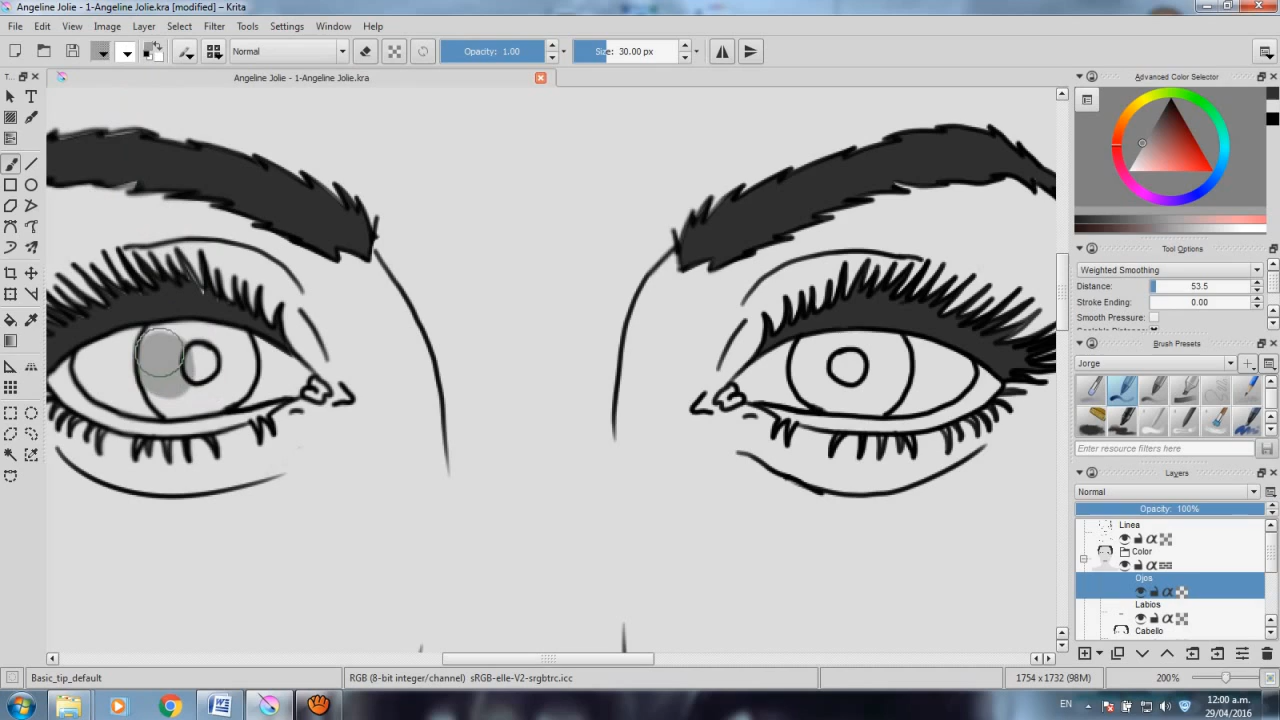 Angeline Jolie - 1-Angeline Jolie.kra [modified] - Krita
File Edit View Image Layer Select Filter Tools Settings Window Help
Normal Opacity: 1.00 Size: 30.00 px
T... Angeline Jolie - 1-Angeline Jolie.kra
Advanced Color Selector
Tool Options
Weighted Smoothing
Distance: 53.5
Stroke Ending: 0.00
Smooth Pressure:
Scalable Distance:
Brush Presets
Jorge
Enter resource filters here
Layers
Normal
Opacity: 100%
Linea
Color
Ojos
Labios
Cabello
Basic_tip_default RGB (8-bit integer/channel) sRGB-elle-V2-srgbtrc.icc 1754 x 1732 (98M) 200%
EN 12:00 a.m.
29/04/2016